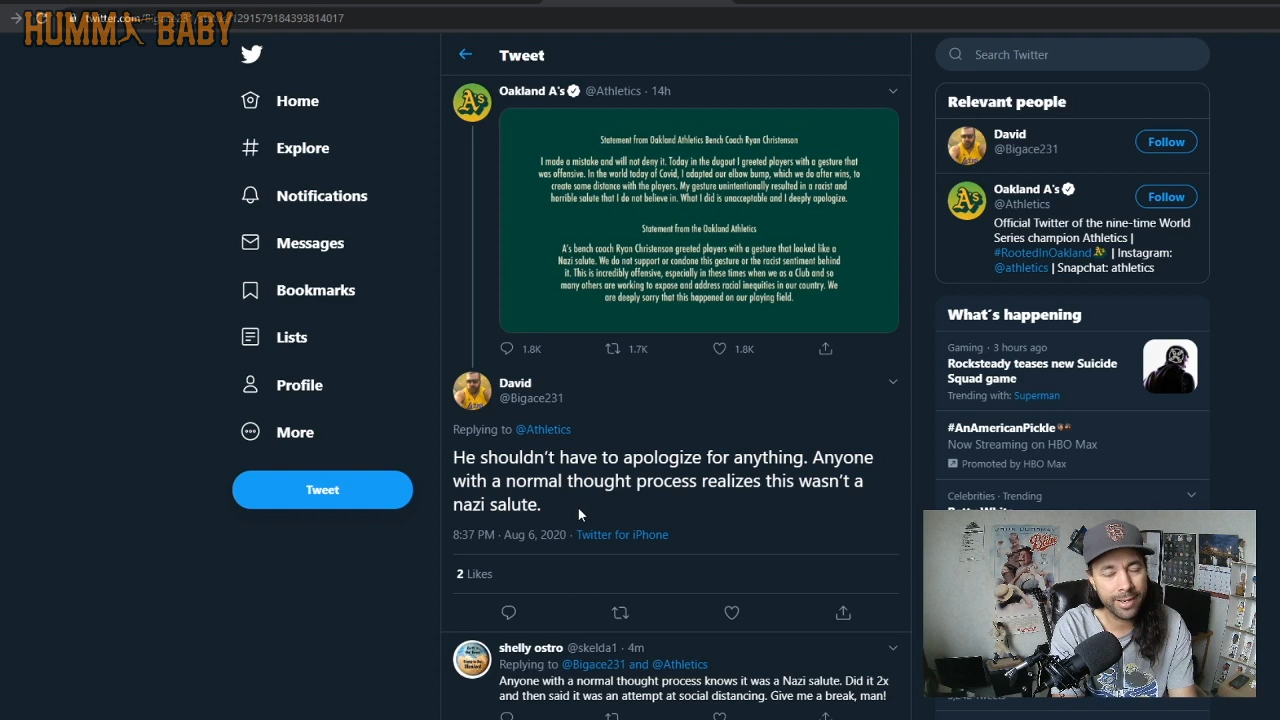 twitter.com/Bigace231/status/1291579184393814017
HUMM BABY
Home
Explore
Notifications
Messages
Bookmarks
Lists
Profile
More
Tweet
Tweet
Oakland A's @Athletics · 14h
Statement from Oakland Athletics Bench Coach Ryan Christenson
I made a mistake and will not deny it. Today in the dugout I greeted players with a gesture that
was offensive. In the world today of Covid, I adapted our elbow bump, which we do after wins, to
create some distance with the players. My gesture unintentionally resulted in a racist and
horrible salute that I do not believe in. What I did is unacceptable and I deeply apologize.
Statement from the Oakland Athletics
A's bench coach Ryan Christenson greeted players with a gesture that looked like a
Nazi salute. We do not support or condone this gesture or the racist sentiment behind
it. This is incredibly offensive, especially in these times when we as a Club and so
many others are working to expose and address racial inequities in our country. We
are deeply sorry that this happened on our playing field.
1.8K 1.7K 1.8K
David
@Bigace231
Replying to @Athletics
He shouldn't have to apologize for anything. Anyone
with a normal thought process realizes this wasn't a
nazi salute.
8:37 PM · Aug 6, 2020 · Twitter for iPhone
2 Likes
shelly ostro @skelda1 · 4m
Replying to @Bigace231 and @Athletics
Anyone with a normal thought process knows it was a Nazi salute. Did it 2x
and then said it was an attempt at social distancing. Give me a break, man!
Search Twitter
Relevant people
David
@Bigace231
Follow
Oakland A's
@Athletics
Follow
Official Twitter of the nine-time World
Series champion Athletics |
#RootedInOakland | Instagram:
@athletics | Snapchat: athletics
What's happening
Gaming · 3 hours ago
Rocksteady teases new Suicide
Squad game
Trending with: Superman
#AnAmericanPickle
Now Streaming on HBO Max
Promoted by HBO Max
Celebrities · Trending